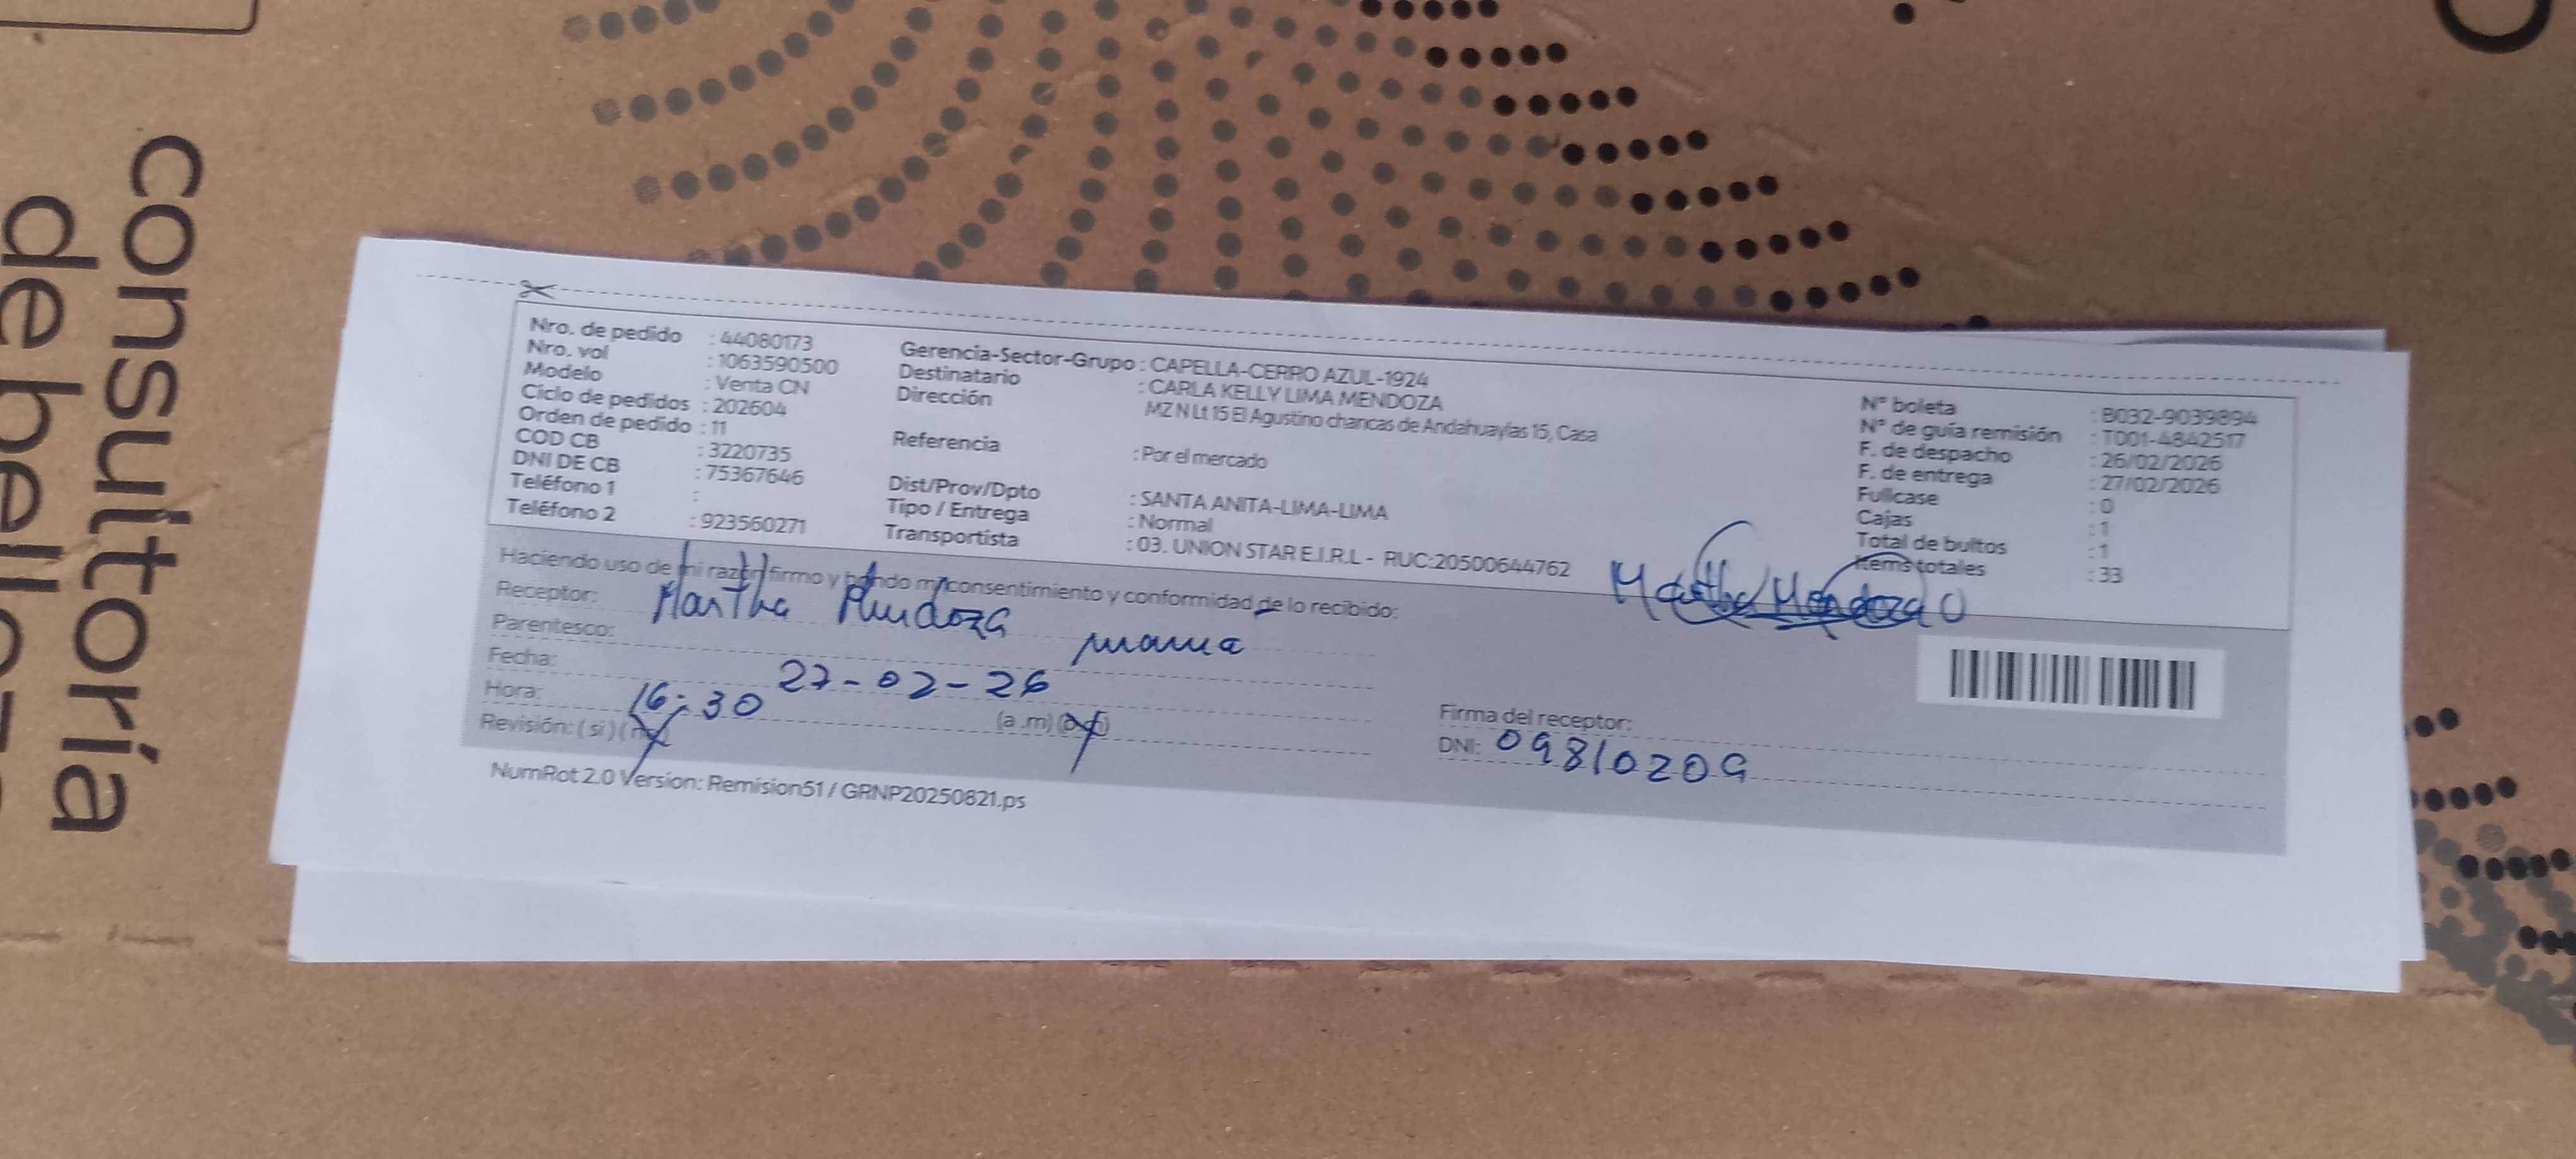 consultoría
de belleza
Nro. de pedido : 44080173
Nro. vol : 1063590500
Modelo : Venta CN
Ciclo de pedidos : 202604
Orden de pedido : 11
COD CB : 3220735
DNI DE CB : 75367646
Teléfono 1 :
Teléfono 2 : 923560271
Gerencia-Sector-Grupo : CAPELLA-CERRO AZUL-1924
Destinatario : CARLA KELLY LIMA MENDOZA
Dirección MZ N Lt 15 El Agustino chancas de Andahuaylas 15, Casa
Referencia : Por el mercado
Dist/Prov/Dpto : SANTA ANITA-LIMA-LIMA
Tipo / Entrega : Normal
Transportista : 03. UNION STAR E.I.R.L - RUC:20500644762
N° boleta : B032-9039894
N° de guía remisión : T001-4842517
F. de despacho : 26/02/2026
F. de entrega : 27/02/2026
Fullcase : 0
Cajas : 1
Total de bultos : 1
Items totales : 33
Haciendo uso de mi razón firmo y brindo mi consentimiento y conformidad de lo recibido:
Receptor: Martha Mendoza
Parentesco: mama
Fecha: 27-02-26
Hora: 16:30 (a.m) (p.m)
Revisión: ( si ) ( no )
Martha Mendoza O
Firma del receptor:
DNI: 09810209
NumRot 2.0 Version: Remision51 / GRNP20250821.ps